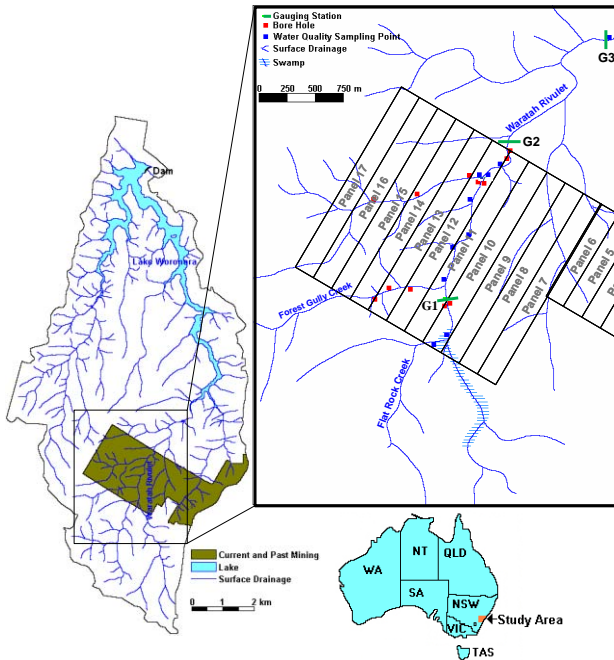 Gauging Station
Bore Hole
Water Quality Sampling Point
Surface Drainage
Swamp
0 250 500 750 m
G3
Waratah Rivulet
G2
Panel 17
Panel 16
Panel 15
Panel 14
Panel 13
Panel 12
Panel 11
Panel 10
Panel 9
Panel 8
Panel 7
Panel 6
Panel 5
G1
Forest Gully Creek
Flat Rock Creek
Dam
Lake Woronora
Waratah Rivulet
Current and Past Mining
Lake
Surface Drainage
0 1 2 km
WA
NT
QLD
SA
NSW
VIC
TAS
Study Area